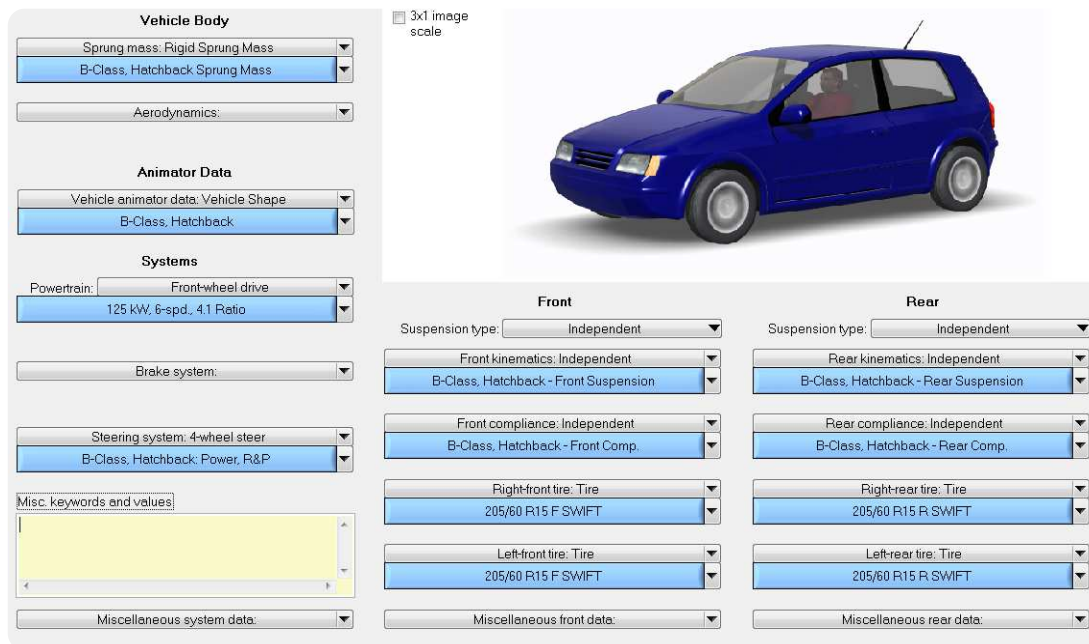 Vehicle Body
Sprung mass: Rigid Sprung Mass
B-Class, Hatchback Sprung Mass
Aerodynamics:
Animator Data
Vehicle animator data: Vehicle Shape
B-Class, Hatchback
Systems
Powertrain: Front-wheel drive
125 kW, 6-spd., 4.1 Ratio
Brake system:
Steering system: 4-wheel steer
B-Class, Hatchback: Power, R&P
Misc. keywords and values
Miscellaneous system data:
3x1 image
scale
Front
Suspension type: Independent
Front kinematics: Independent
B-Class, Hatchback - Front Suspension
Front compliance: Independent
B-Class, Hatchback - Front Comp.
Right-front tire: Tire
205/60 R15 F SWIFT
Left-front tire: Tire
205/60 R15 F SWIFT
Miscellaneous front data:
Rear
Suspension type: Independent
Rear kinematics: Independent
B-Class, Hatchback - Rear Suspension
Rear compliance: Independent
B-Class, Hatchback - Rear Comp.
Right-rear tire: Tire
205/60 R15 R SWIFT
Left-rear tire: Tire
205/60 R15 R SWIFT
Miscellaneous rear data: